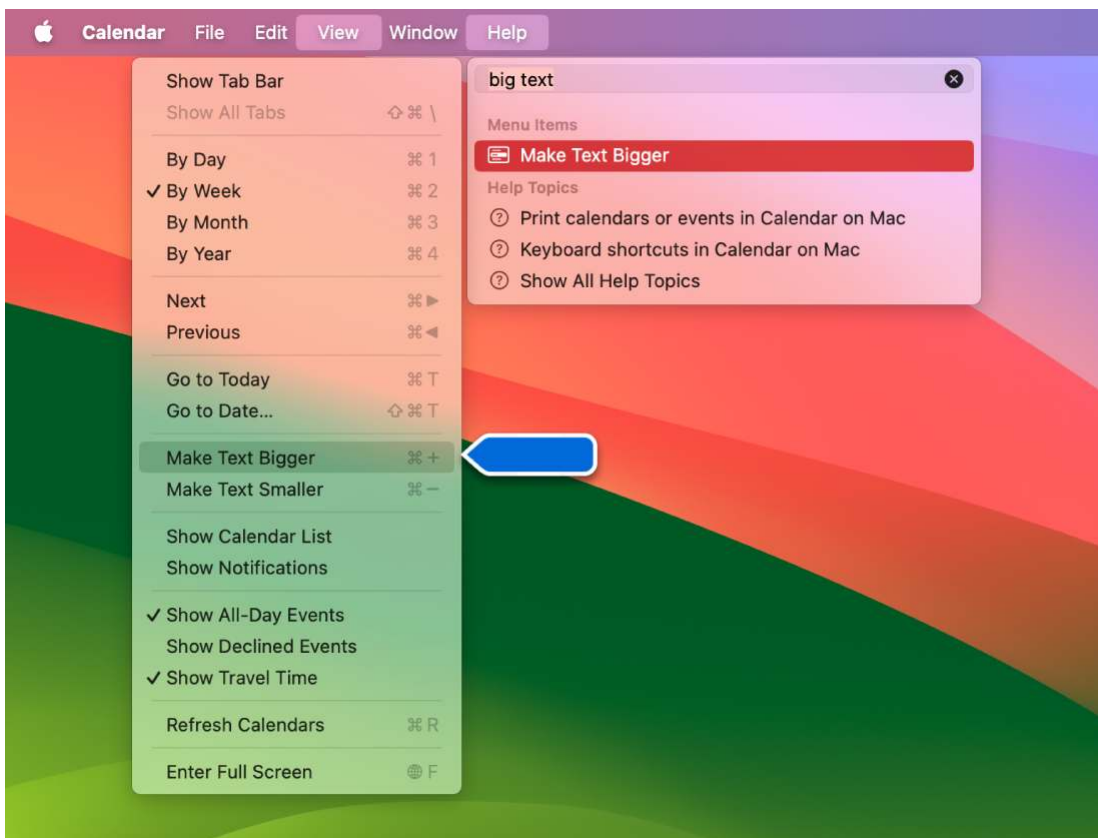 Calendar File Edit View Window Help
Show Tab Bar
Show All Tabs ⇧⌘\
By Day ⌘1
✓ By Week ⌘2
By Month ⌘3
By Year ⌘4
Next ⌘▶
Previous ⌘◀
Go to Today ⌘T
Go to Date... ⇧⌘T
Make Text Bigger ⌘+
Make Text Smaller ⌘−
Show Calendar List
Show Notifications
✓ Show All-Day Events
Show Declined Events
✓ Show Travel Time
Refresh Calendars ⌘R
Enter Full Screen 🌐F
big text
Menu Items
Make Text Bigger
Help Topics
Print calendars or events in Calendar on Mac
Keyboard shortcuts in Calendar on Mac
Show All Help Topics